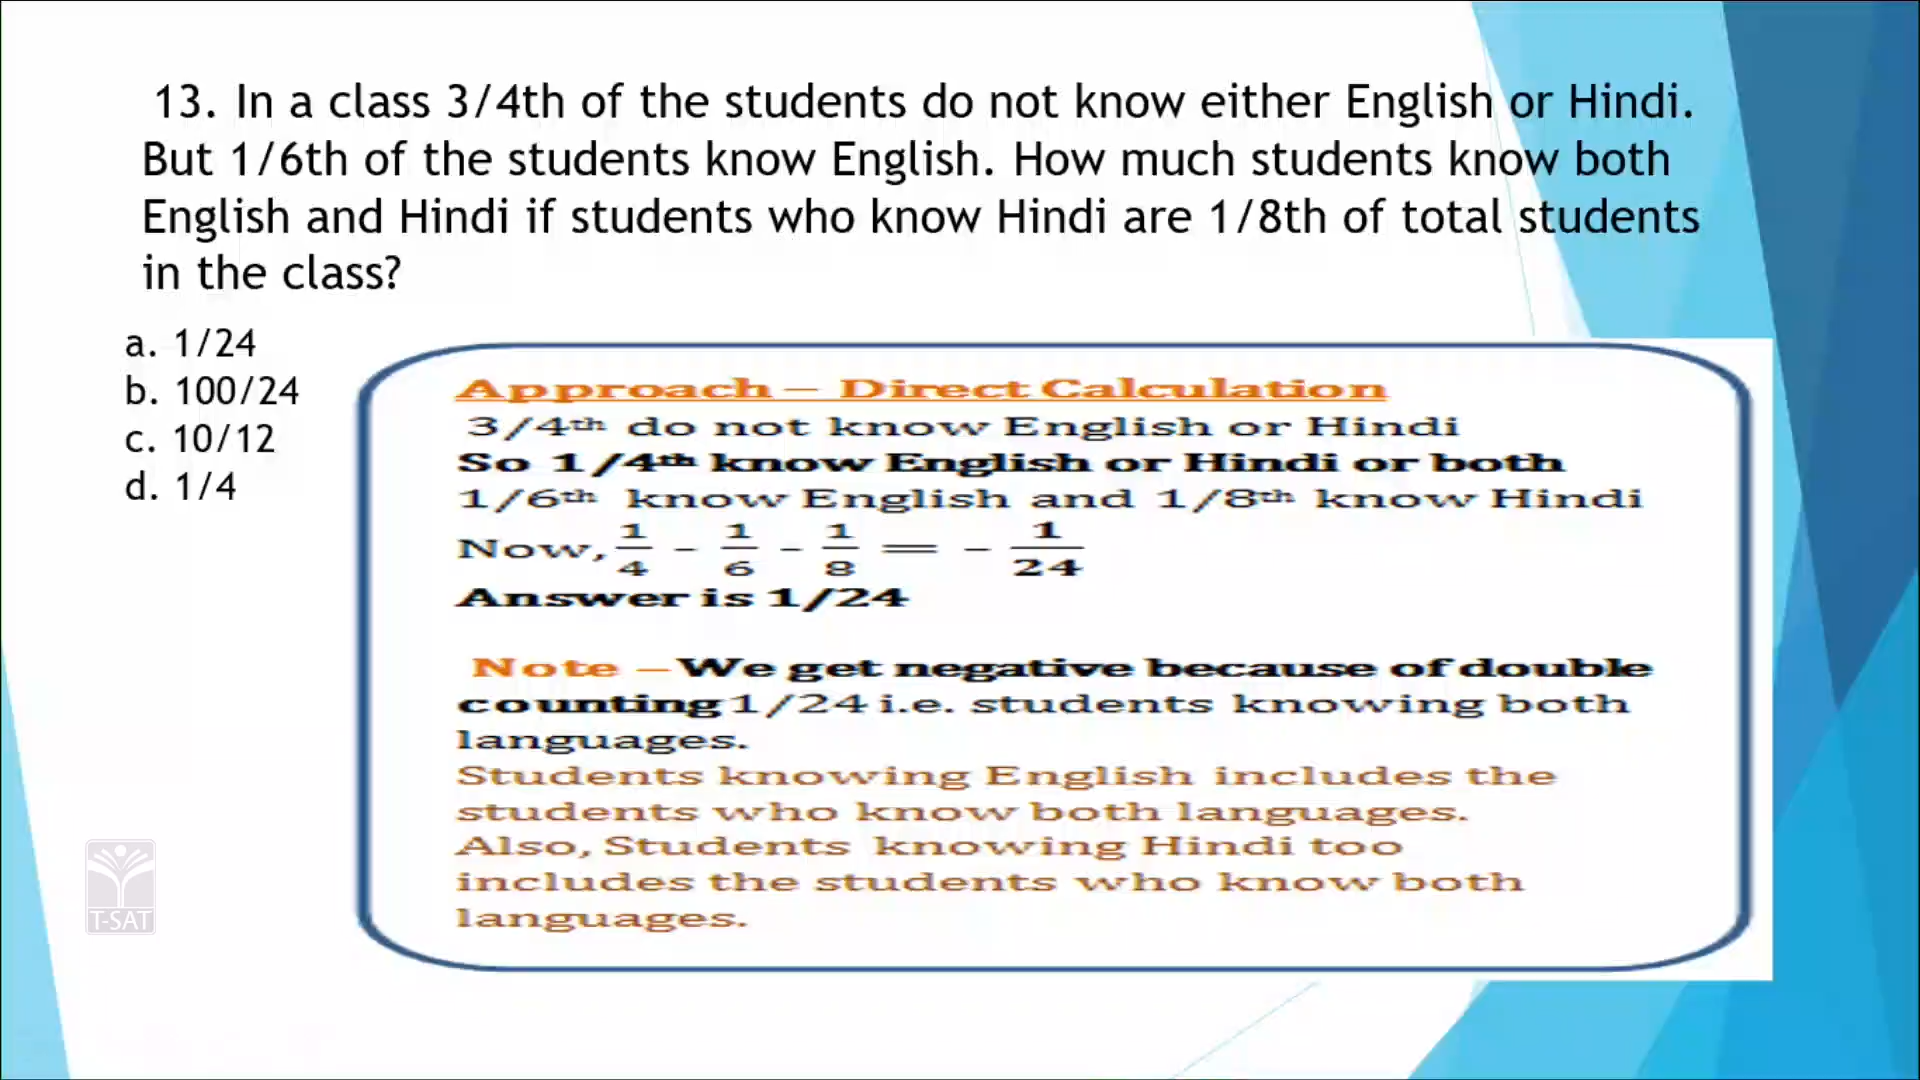 13. In a class 3/4th of the students do not know either English or Hindi.
But 1/6th of the students know English. How much students know both
English and Hindi if students who know Hindi are 1/8th of total students
in the class?
a. 1/24
b. 100/24
c. 10/12
d. 1/4
Approach – Direct Calculation
3/4th do not know English or Hindi
So 1/4th know English or Hindi or both
1/6th know English and 1/8th know Hindi
Now, 1/4 - 1/6 - 1/8 = - 1/24
Answer is 1/24
Note – We get negative because of double
counting 1/24 i.e. students knowing both
languages.
Students knowing English includes the
students who know both languages.
Also, Students knowing Hindi too
includes the students who know both
languages.
T-SAT